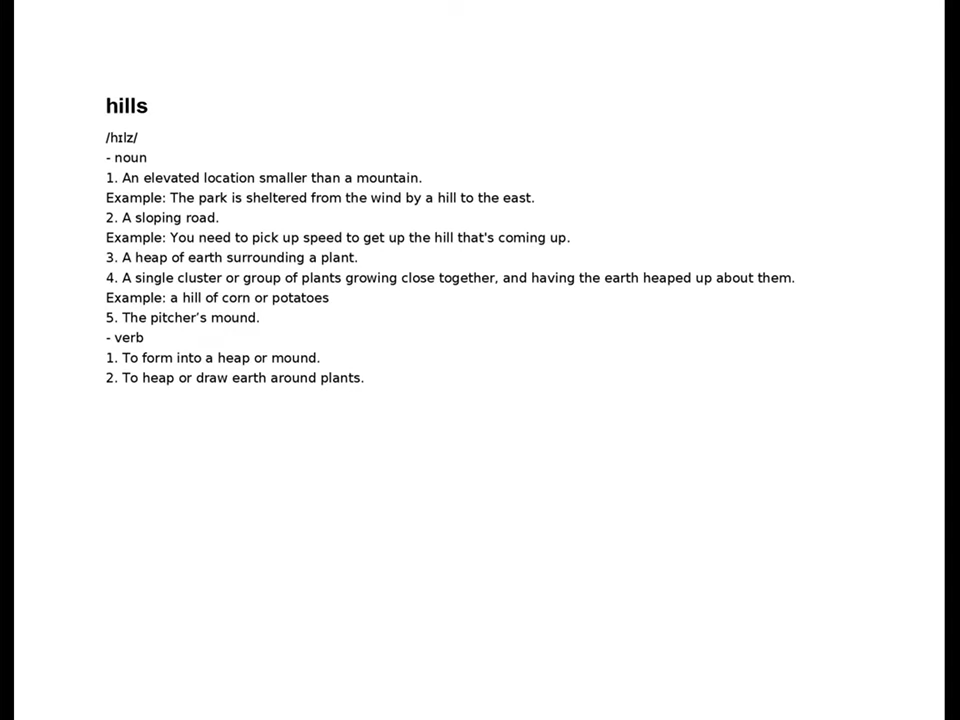 hills
/hɪlz/
- noun
1. An elevated location smaller than a mountain.
Example: The park is sheltered from the wind by a hill to the east.
2. A sloping road.
Example: You need to pick up speed to get up the hill that's coming up.
3. A heap of earth surrounding a plant.
4. A single cluster or group of plants growing close together, and having the earth heaped up about them.
Example: a hill of corn or potatoes
5. The pitcher’s mound.
- verb
1. To form into a heap or mound.
2. To heap or draw earth around plants.